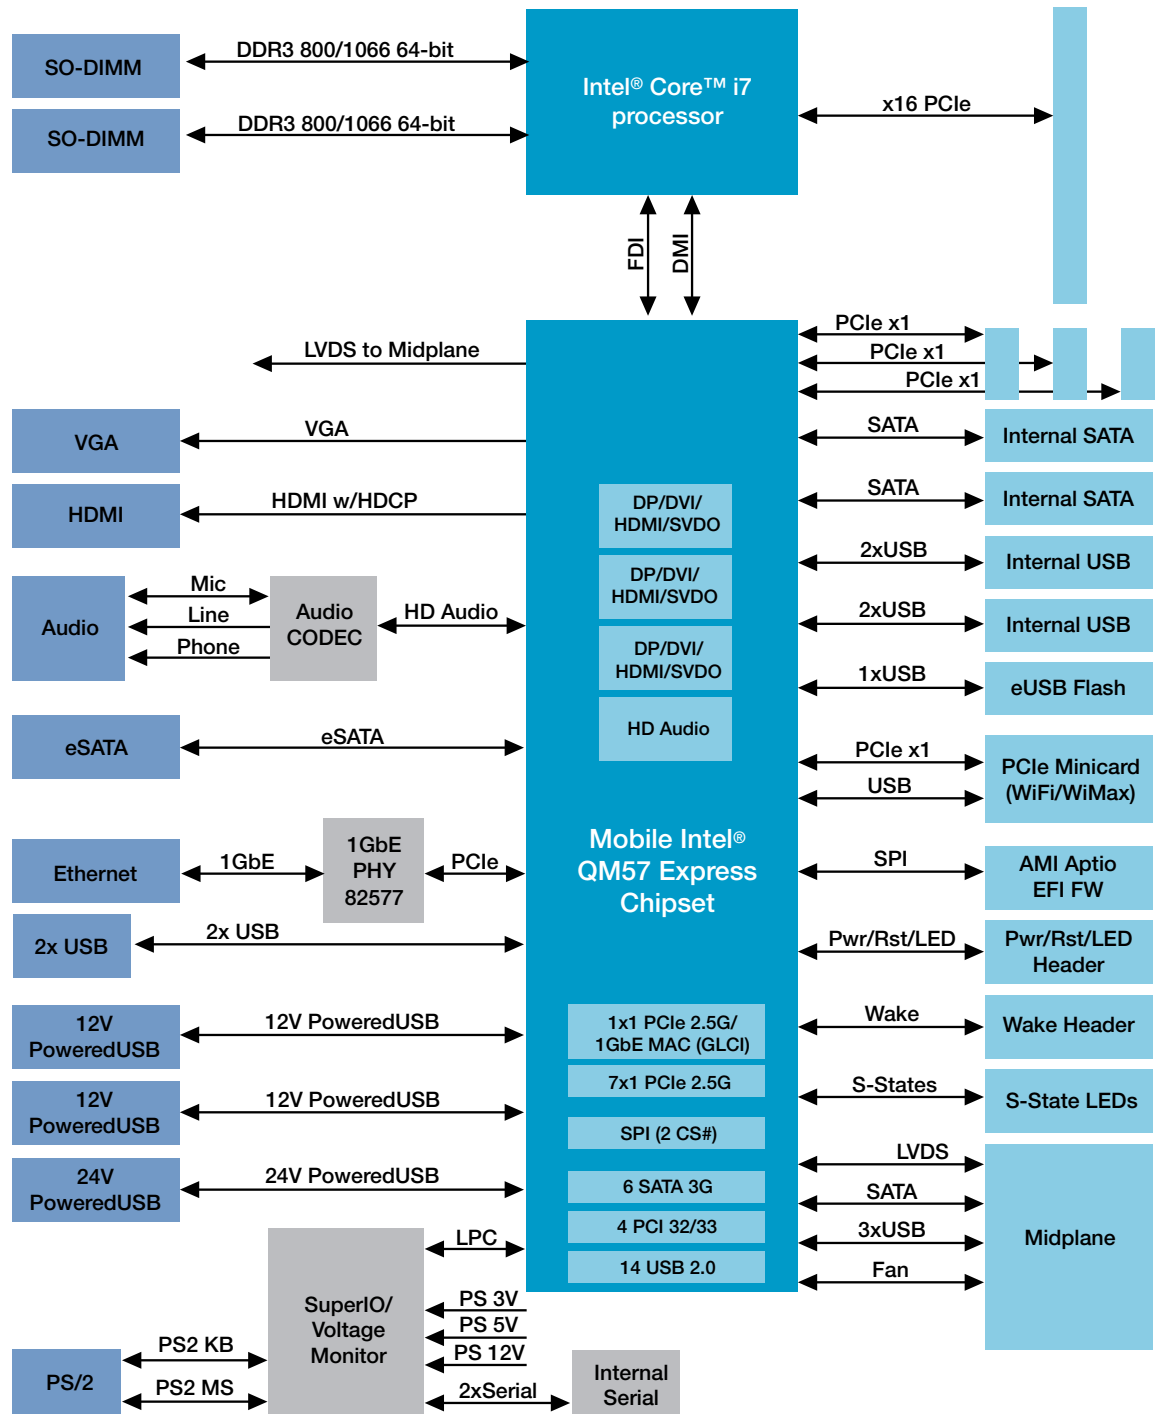 SO-DIMM
DDR3 800/1066 64-bit
SO-DIMM
DDR3 800/1066 64-bit
Intel® Core™ i7
processor
x16 PCIe
FDI
DMI
LVDS to Midplane
PCIe x1
PCIe x1
PCIe x1
VGA
VGA
SATA
Internal SATA
HDMI
HDMI w/HDCP
DP/DVI/
HDMI/SVDO
SATA
Internal SATA
DP/DVI/
HDMI/SVDO
2xUSB
Internal USB
Audio
Mic
Line
Phone
Audio
CODEC
HD Audio
DP/DVI/
HDMI/SVDO
2xUSB
Internal USB
HD Audio
1xUSB
eUSB Flash
eSATA
eSATA
PCIe x1
USB
PCIe Minicard
(WiFi/WiMax)
Mobile Intel®
QM57 Express
Chipset
Ethernet
1GbE
1GbE
PHY
82577
PCIe
SPI
AMI Aptio
EFI FW
2x USB
2x USB
Pwr/Rst/LED
Pwr/Rst/LED
Header
12V
PoweredUSB
12V PoweredUSB
1x1 PCIe 2.5G/
1GbE MAC (GLCI)
Wake
Wake Header
12V
PoweredUSB
12V PoweredUSB
7x1 PCIe 2.5G
SPI (2 CS#)
S-States
S-State LEDs
24V
PoweredUSB
24V PoweredUSB
6 SATA 3G
4 PCI 32/33
14 USB 2.0
LVDS
SATA
3xUSB
Fan
Midplane
LPC
SuperIO/
Voltage
Monitor
PS 3V
PS 5V
PS 12V
2xSerial
Internal
Serial
PS/2
PS2 KB
PS2 MS